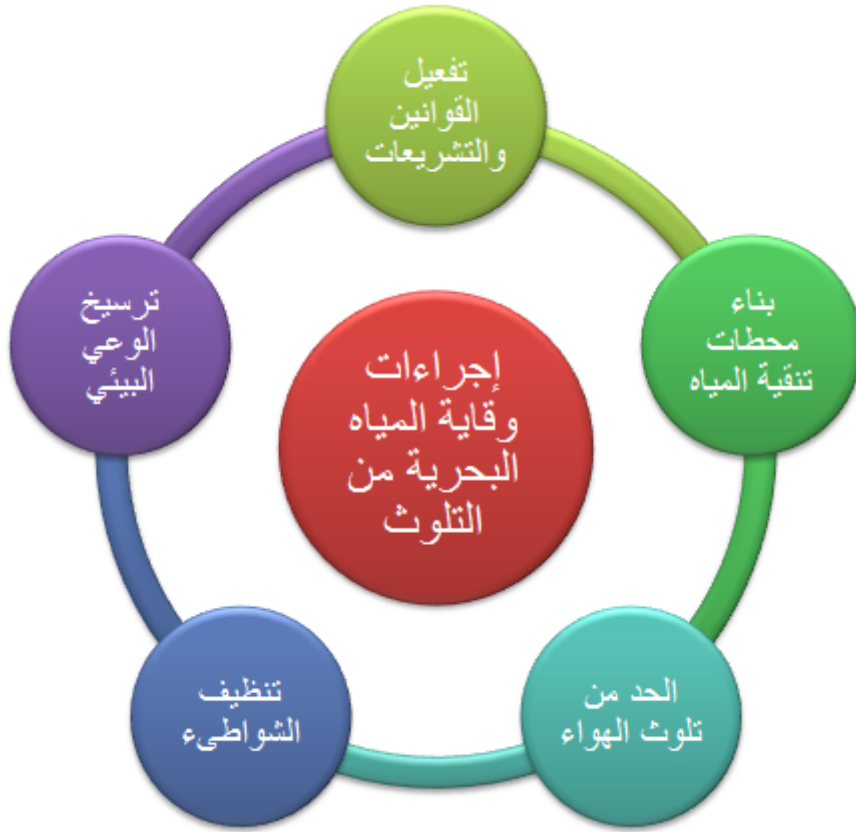 تفعيل
القوانين
والتشريعات
بناء
محطات
تنقية المياه
الحد من
تلوث الهواء
تنظيف
الشواطىء
ترسيخ
الوعي
البيئي
إجراءات
وقاية المياه
البحرية من
التلوث